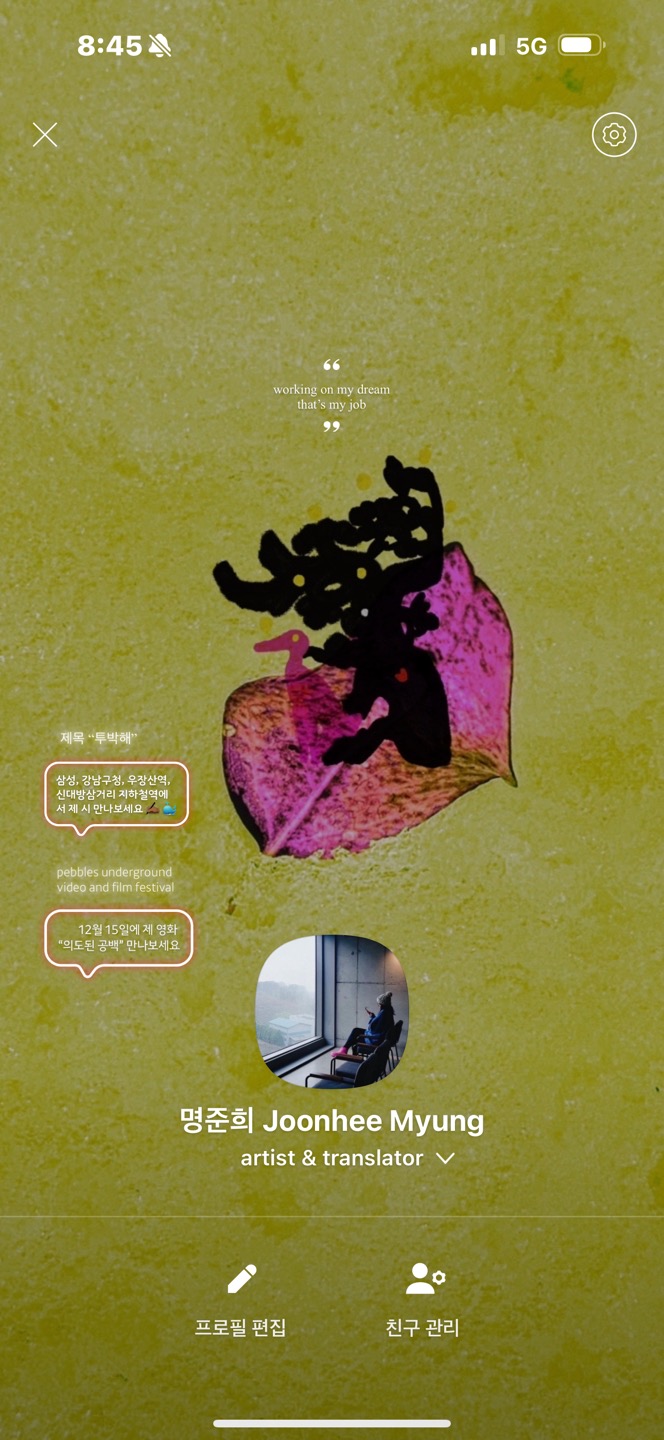 8:45
5G
“
working on my dream
that’s my job
”
제목 “투박해”
삼성, 강남구청, 우장산역,
신대방삼거리 지하철역에
서 제 시 만나보세요
pebbles underground
video and film festival
12월 15일에 제 영화
“의도된 공백” 만나보세요
명준희 Joonhee Myung
artist & translator
프로필 편집
친구 관리